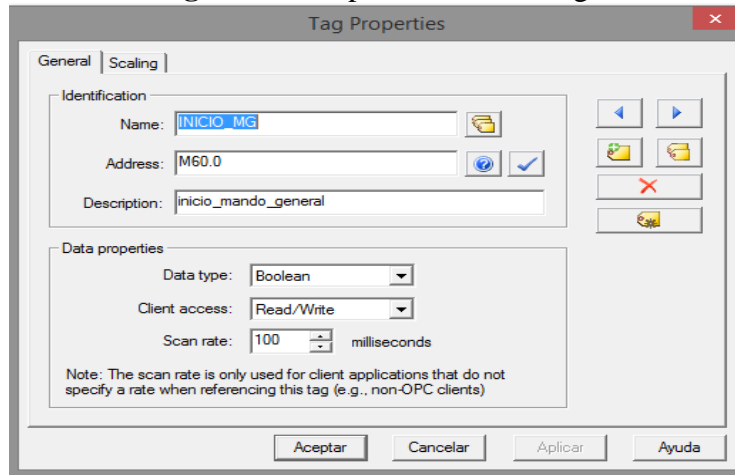 Tag Properties
General
Scaling
Identification
Name: INICIO_MG
Address: M60.0
Description: inicio_mando_general
Data properties
Data type: Boolean
Client access: Read/Write
Scan rate: 100 milliseconds
Note: The scan rate is only used for client applications that do not
specify a rate when referencing this tag (e.g., non-OPC clients)
Aceptar
Cancelar
Aplicar
Ayuda